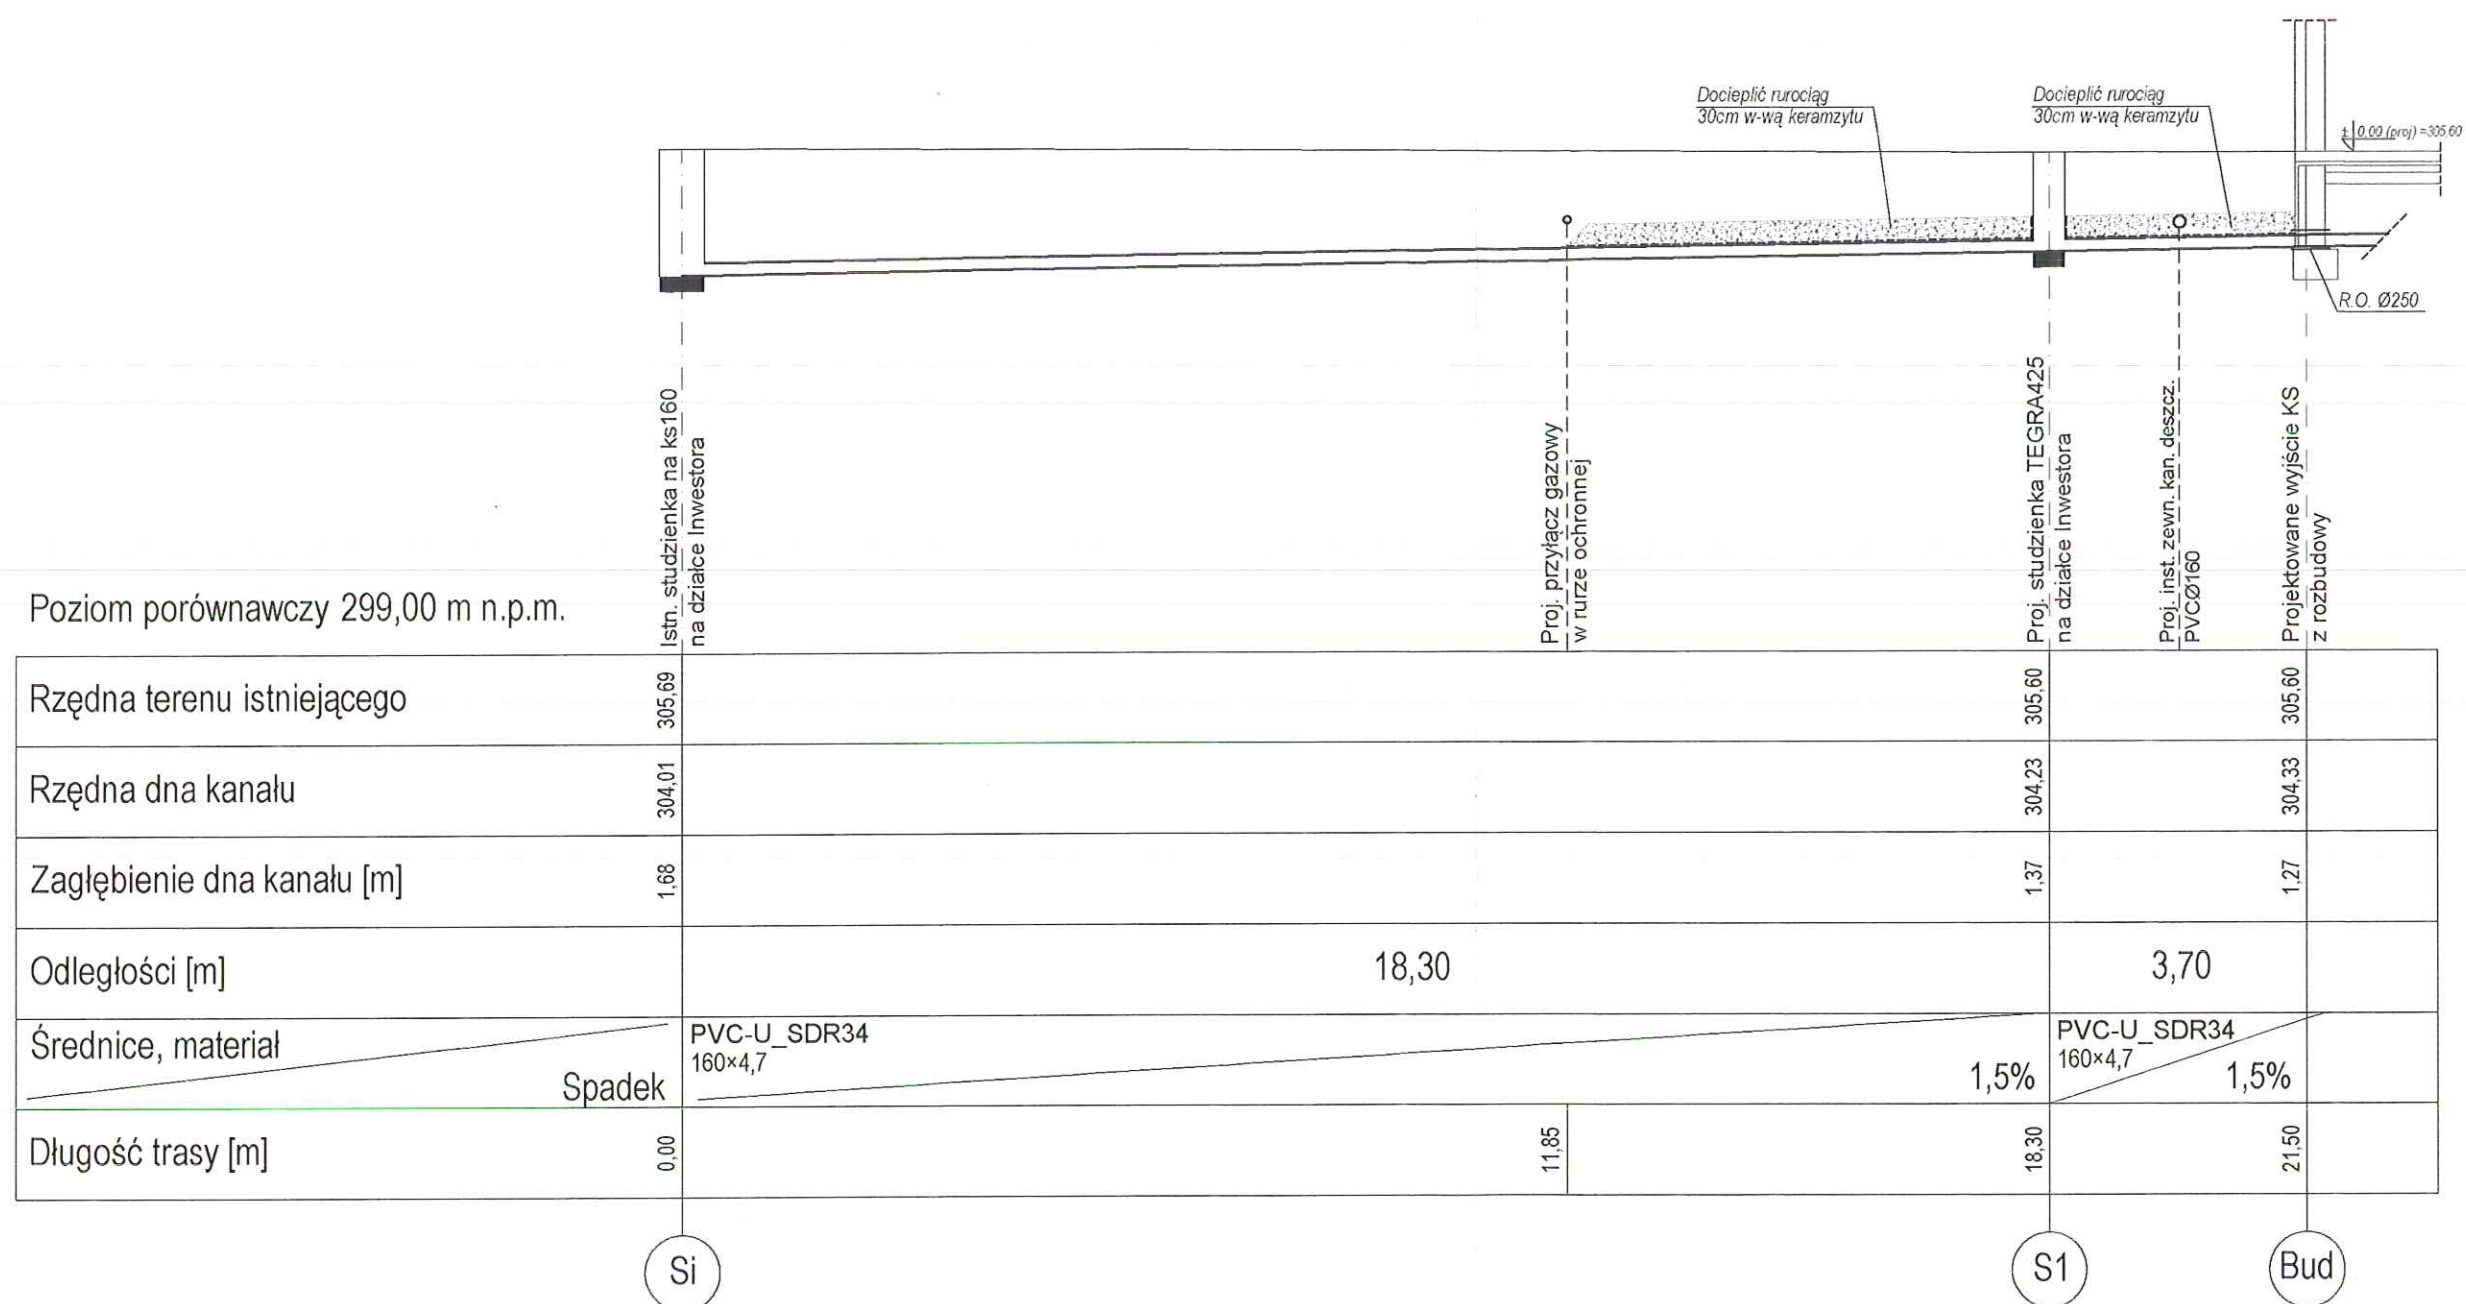 Docieplić rurociąg
30cm w-wą keramzytu
Docieplić rurociąg
30cm w-wą keramzytu
± 0.00 (proj) =305,60
R.O. Ø250
Istn. studzienka na ks160
na działce Inwestora
Proj. przyłącz gazowy
w rurze ochronnej
Proj. studzienka TEGRA425
na działce Inwestora
Proj. inst. zewn. kan. deszcz.
PVCØ160
Projektowane wyjście KS
z rozbudowy
Poziom porównawczy 299,00 m n.p.m.
Rzędna terenu istniejącego
305,69
305,60
305,60
Rzędna dna kanału
304,01
304,23
304,33
Zagłębienie dna kanału [m]
1,68
1,37
1,27
Odległości [m]
18,30
3,70
Średnice, materiał
Spadek
PVC-U_SDR34
160×4,7
1,5%
PVC-U_SDR34
160×4,7
1,5%
Długość trasy [m]
0,00
11,85
18,30
21,50
Si
S1
Bud